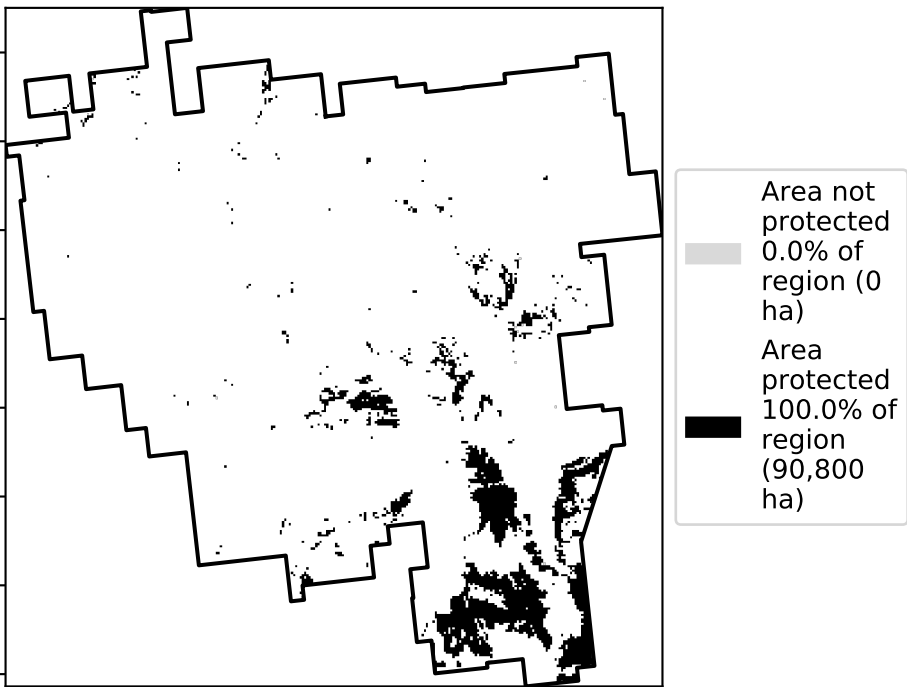 Area not
protected
0.0% of
region (0
ha)
Area
protected
100.0% of
region
(90,800
ha)